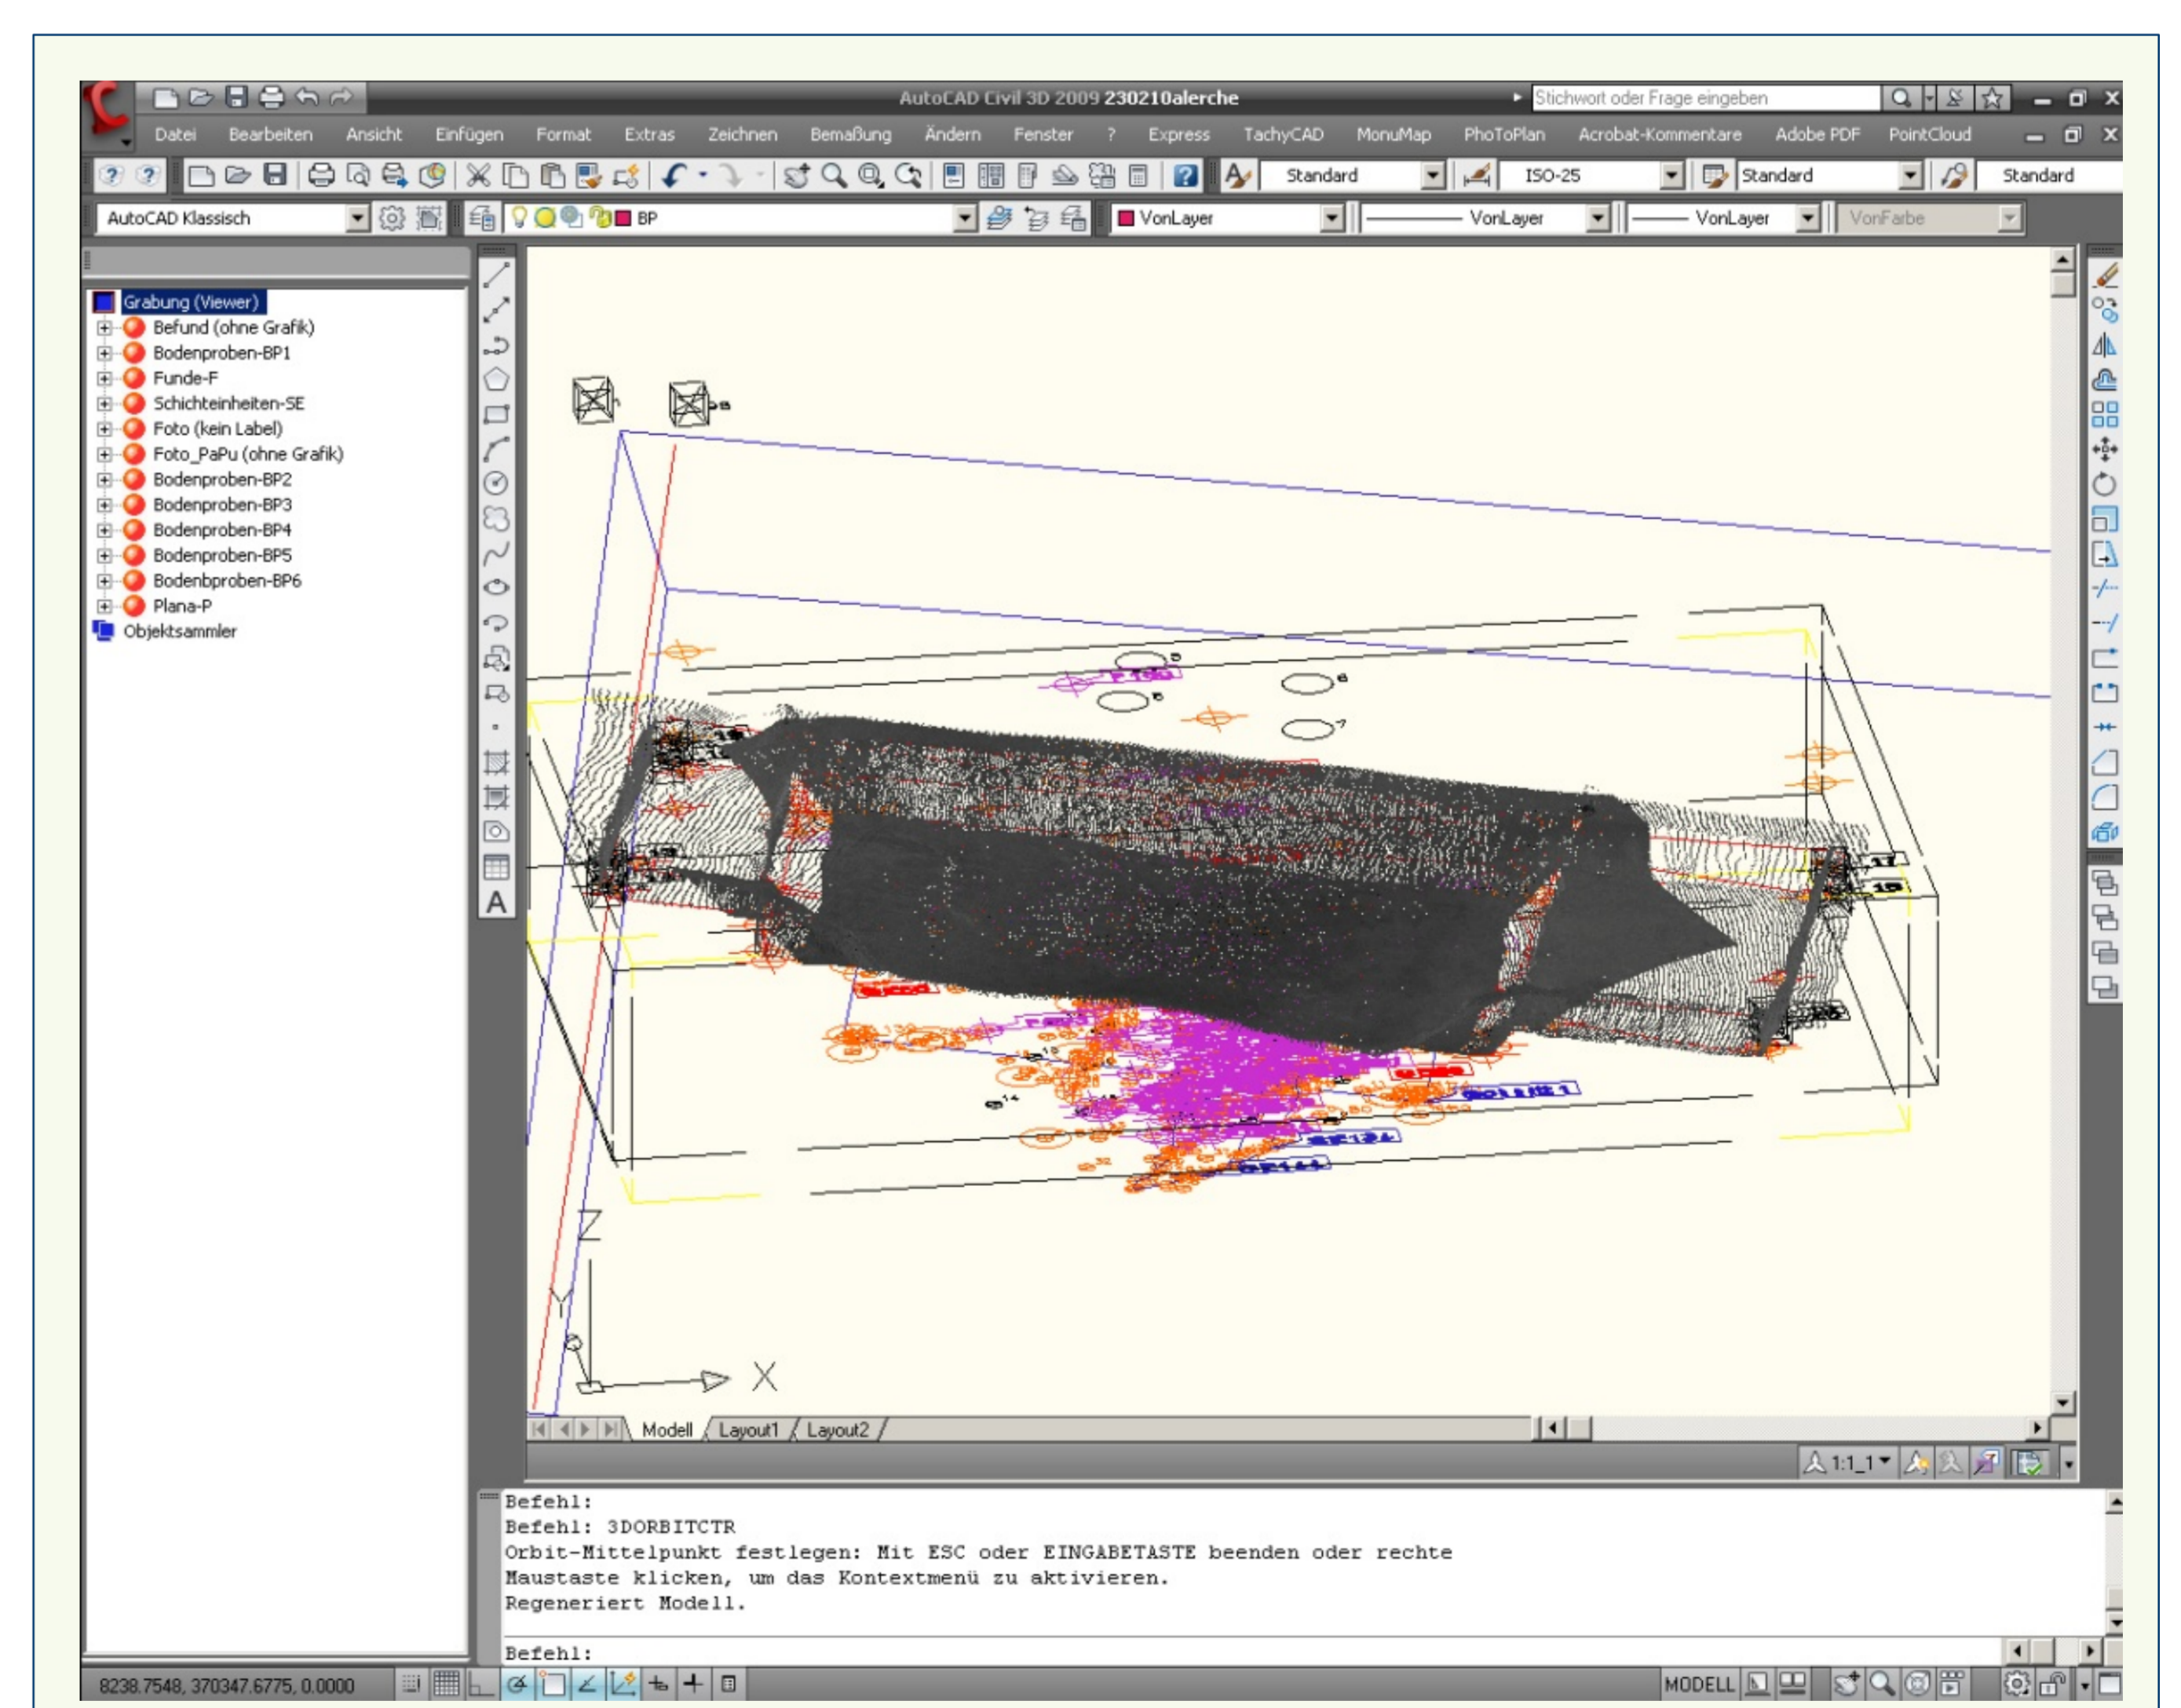 AutoCAD Civil 3D 2009 230210alerche
Stichwort oder Frage eingeben
Datei Bearbeiten Ansicht Einfügen Format Extras Zeichnen Bemaßung Ändern Fenster ? Express TachyCAD MonuMap PhoToPlan Acrobat-Kommentare Adobe PDF PointCloud
Standard ISO-25 Standard Standard
AutoCAD Klassisch BP VonLayer VonLayer VonLayer VonFarbe
Grabung (Viewer)
Befund (ohne Grafik)
Bodenproben-BP1
Funde-F
Schichteinheiten-SE
Foto (kein Label)
Foto_PaPu (ohne Grafik)
Bodenproben-BP2
Bodenproben-BP3
Bodenproben-BP4
Bodenproben-BP5
Bodenbproben-BP6
Plana-P
Objektsammler
6
7
17
14
Z
Y
X
Modell Layout1 Layout2
1:1_1
Befehl:
Befehl: 3DORBITCTR
Orbit-Mittelpunkt festlegen: Mit ESC oder EINGABETASTE beenden oder rechte
Maustaste klicken, um das Kontextmenü zu aktivieren.
Regeneriert Modell.
Befehl:
8238.7548, 370347.6775, 0.0000
MODELL